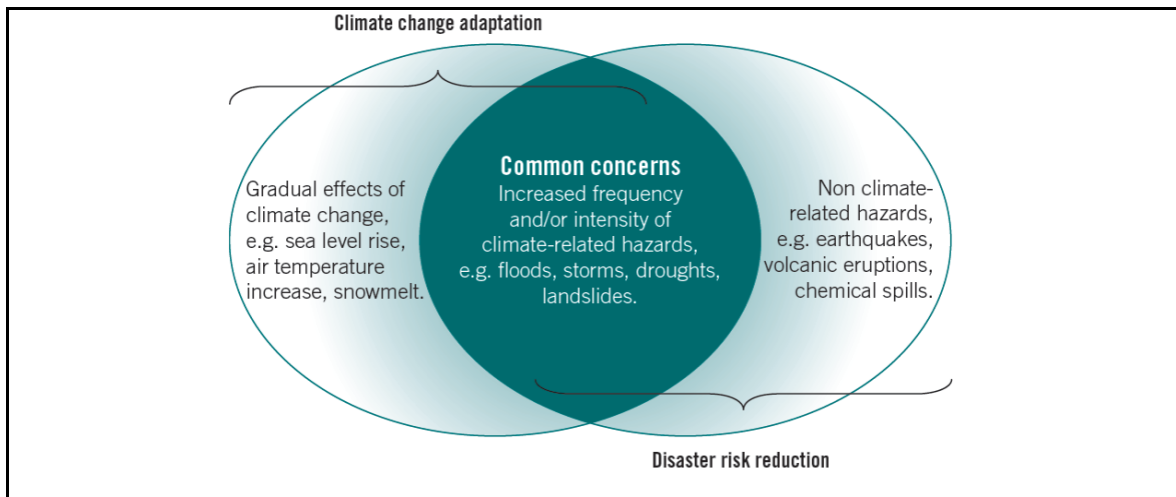 Climate change adaptation
Gradual effects of
climate change,
e.g. sea level rise,
air temperature
increase, snowmelt.
Common concerns
Increased frequency
and/or intensity of
climate-related hazards,
e.g. floods, storms, droughts,
landslides.
Non climate-
related hazards,
e.g. earthquakes,
volcanic eruptions,
chemical spills.
Disaster risk reduction